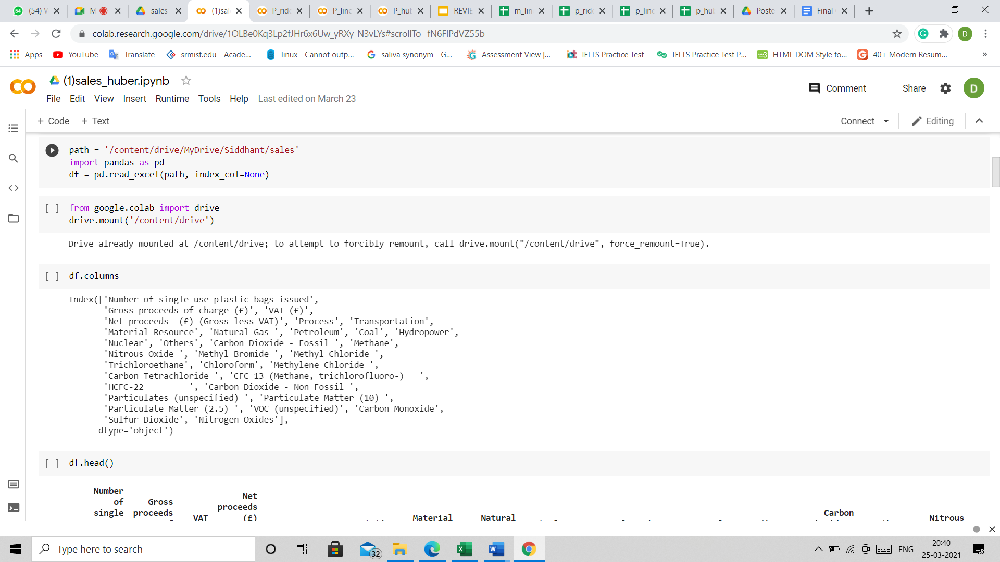 (54) W
M
sales
(1)sal
P_ridg
P_line
P_hub
REVIE
m_lin
p_ridg
p_line
p_hub
Poste
Final
colab.research.google.com/drive/1OLBe0Kq3Lp2fJHr6x6Uw_yRXy-N3vLYs#scrollTo=fN6FlPdVZ55b
D
Apps YouTube Translate srmist.edu - Acade... linux - Cannot outp... saliva synonym - G... Assessment View |... IELTS Practice Test IELTS Practice Test P... HTML DOM Style fo... 40+ Modern Resum... »
(1)sales_huber.ipynb
Comment Share D
File Edit View Insert Runtime Tools Help Last edited on March 23
+ Code + Text Connect Editing
path = '/content/drive/MyDrive/Siddhant/sales'
import pandas as pd
df = pd.read_excel(path, index_col=None)
[ ] from google.colab import drive
drive.mount('/content/drive')
Drive already mounted at /content/drive; to attempt to forcibly remount, call drive.mount("/content/drive", force_remount=True).
[ ] df.columns
Index(['Number of single use plastic bags issued',
'Gross proceeds of charge (£)', 'VAT (£)',
'Net proceeds  (£) (Gross less VAT)', 'Process', 'Transportation',
'Material Resource', 'Natural Gas ', 'Petroleum', 'Coal', 'Hydropower',
'Nuclear', 'Others', 'Carbon Dioxide - Fossil ', 'Methane',
'Nitrous Oxide ', 'Methyl Bromide ', 'Methyl Chloride ',
'Trichloroethane', 'Chloroform', 'Methylene Chloride ',
'Carbon Tetrachloride ', 'CFC 13 (Methane, trichlorofluoro-)   ',
'HCFC-22         ', 'Carbon Dioxide - Non Fossil ',
'Particulates (unspecified) ', 'Particulate Matter (10) ',
'Particulate Matter (2.5) ', 'VOC (unspecified)', 'Carbon Monoxide',
'Sulfur Dioxide', 'Nitrogen Oxides'],
dtype='object')
[ ] df.head()
Number
of
single
Gross
proceeds
VAT
Net
proceeds
(£)
Material
Natural
Carbon
Nitrous
Type here to search
32
ENG
20:40
25-03-2021